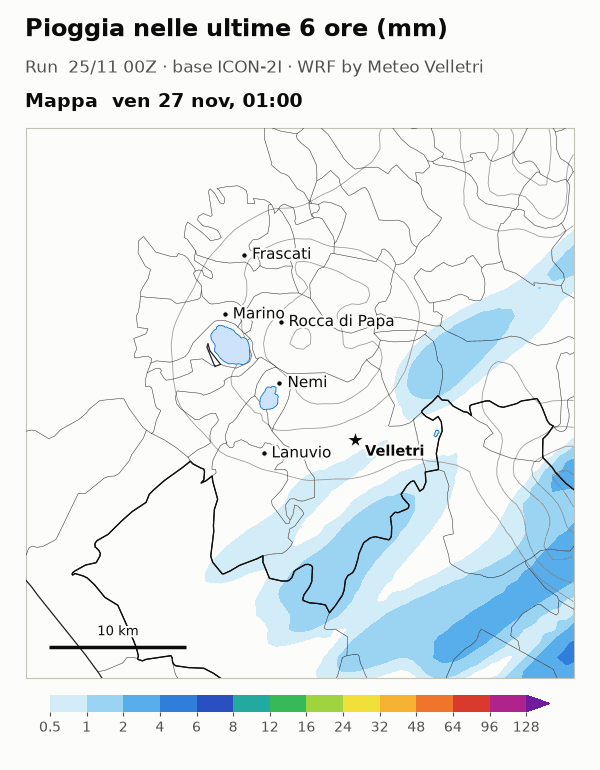 Pioggia nelle ultime 6 ore (mm)
Run  25/11 00Z · base ICON-2I · WRF by Meteo Velletri
Mappa  ven 27 nov, 01:00
Frascati
Marino
Rocca di Papa
Nemi
Velletri
Lanuvio
10 km
0.5 1 2 4 6 8 12 16 24 32 48 64 96 128